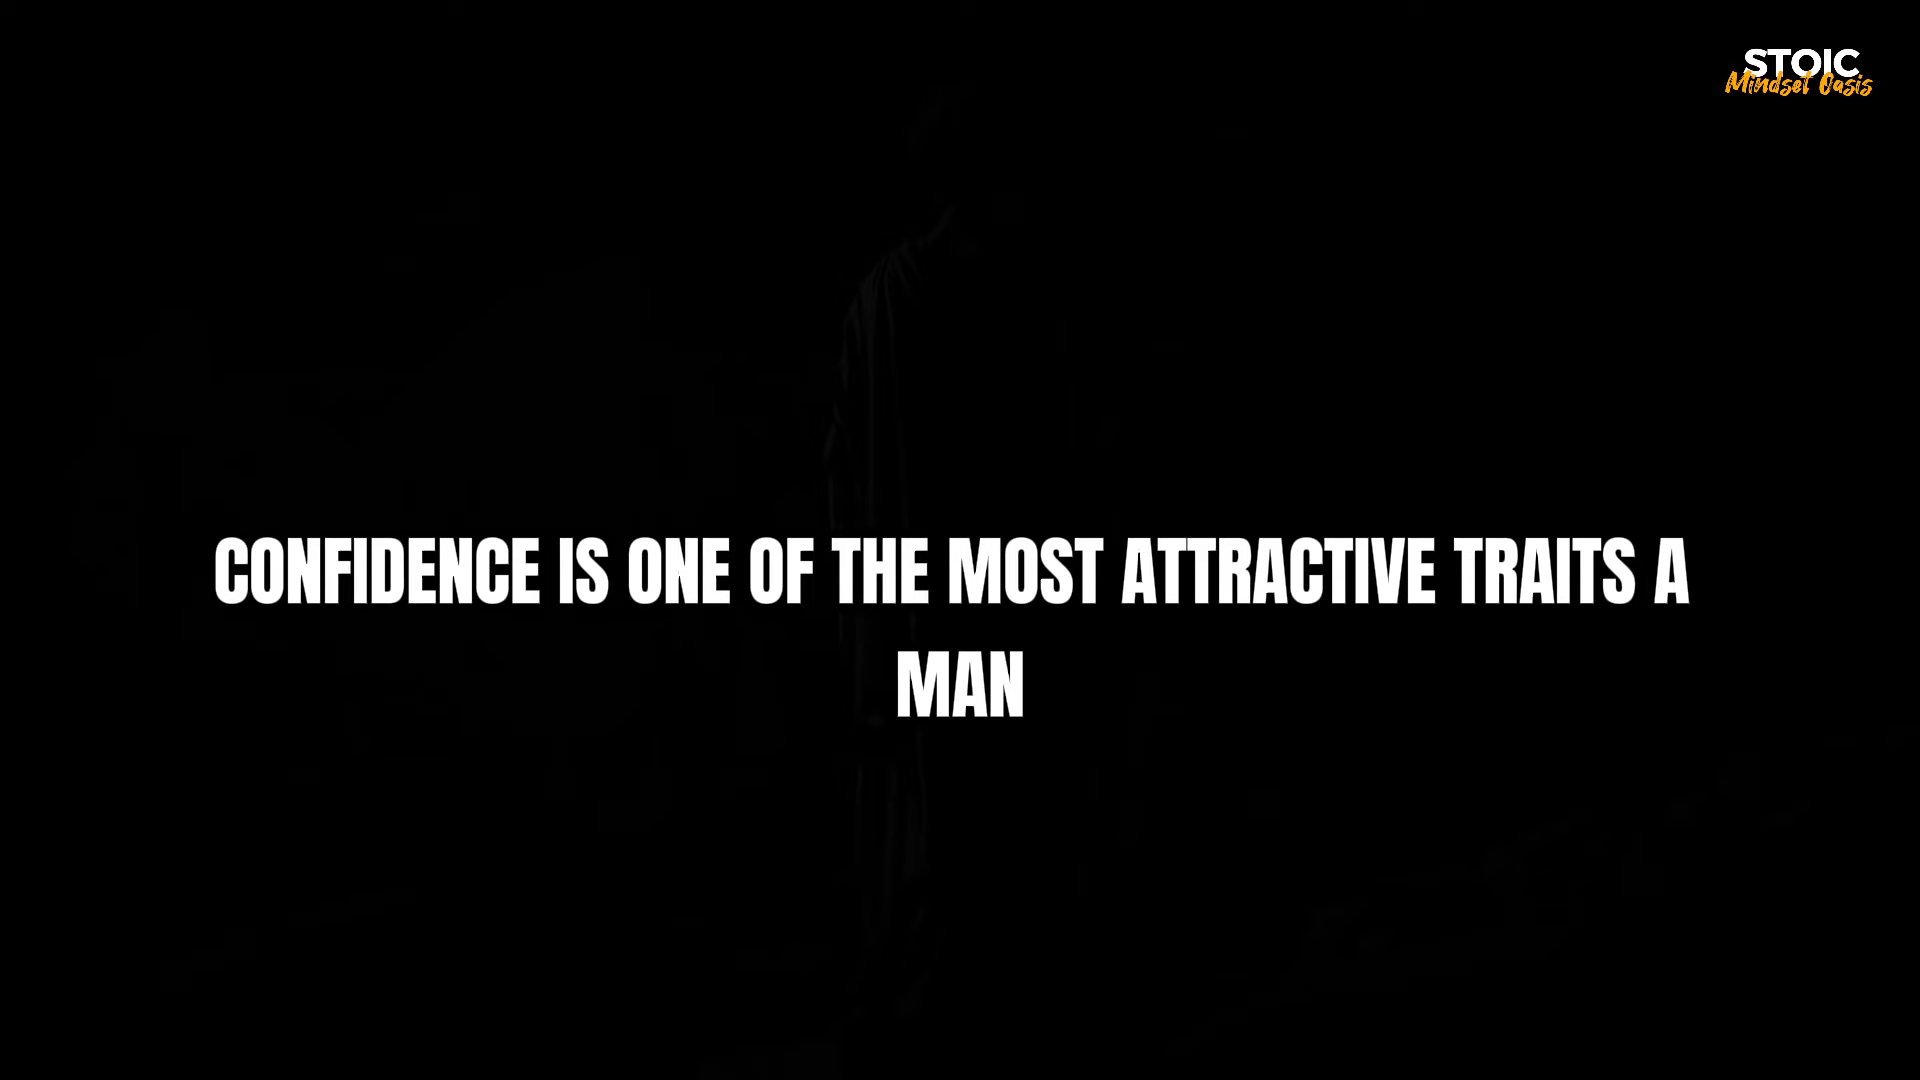 STOIC
Mindset Oasis
CONFIDENCE IS ONE OF THE MOST ATTRACTIVE TRAITS A
MAN